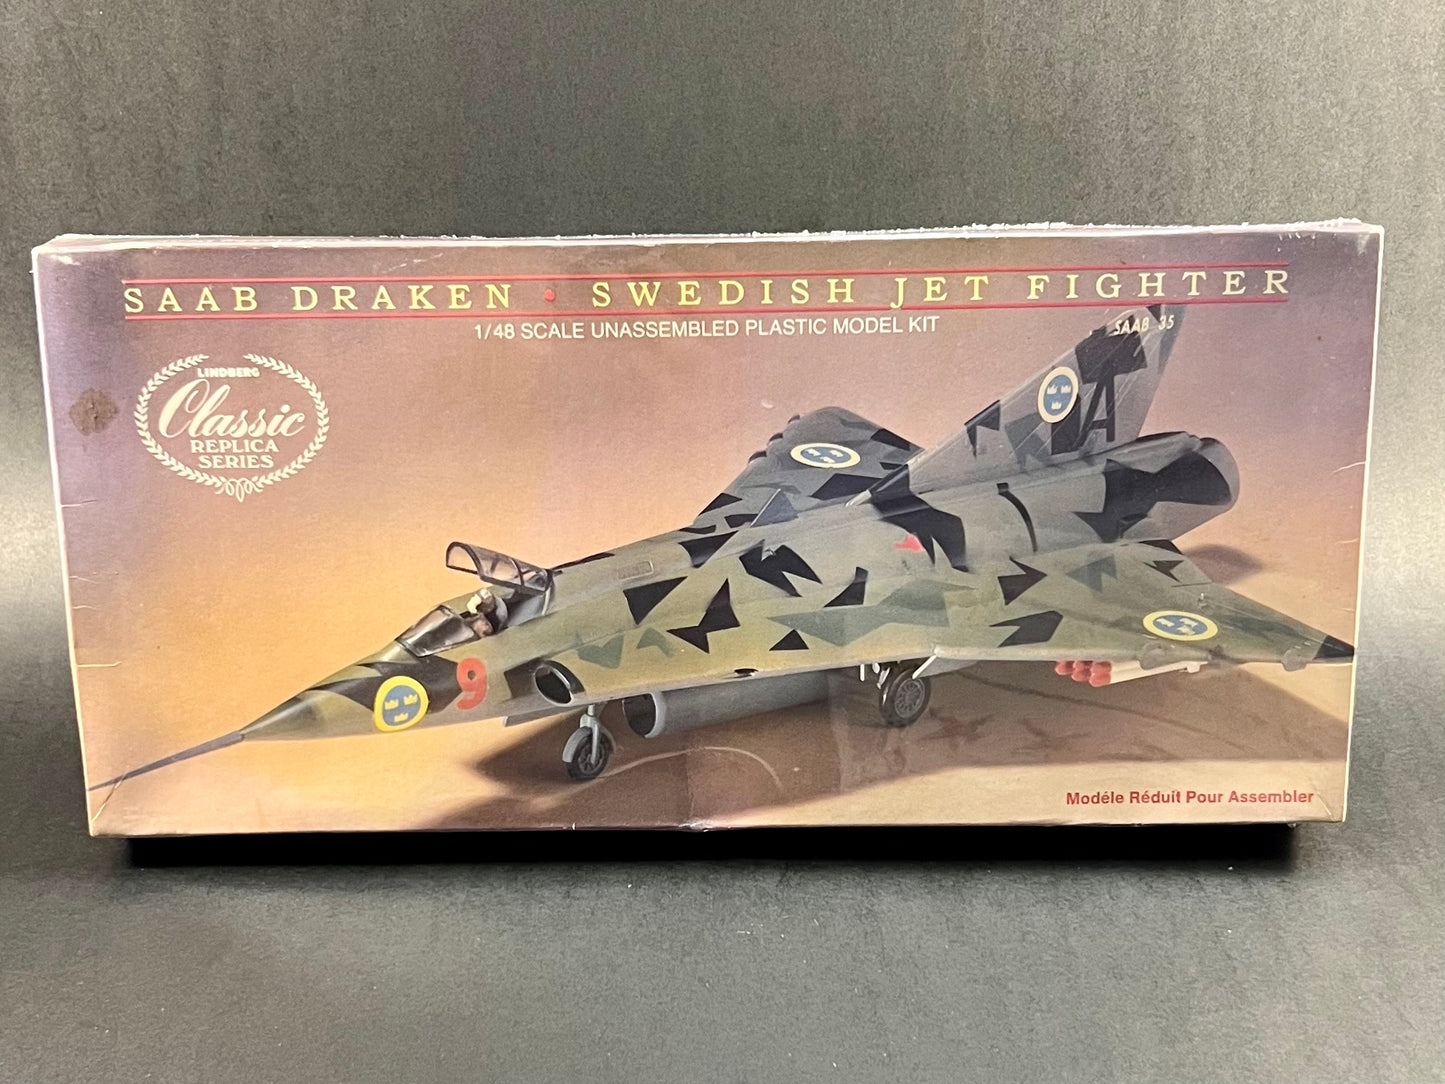 SAAB DRAKEN • SWEDISH JET FIGHTER
1/48 SCALE UNASSEMBLED PLASTIC MODEL KIT
LINDBERG
Classic
REPLICA
SERIES
SAAB 35
A
9
Modéle Réduit Pour Assembler